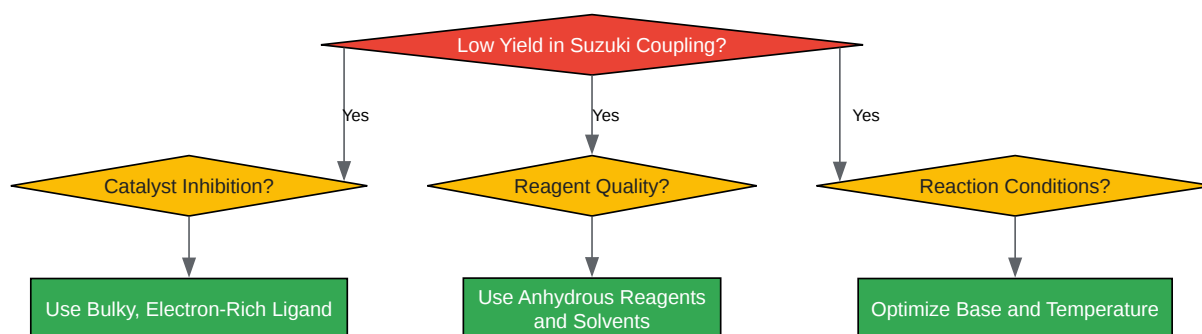 Low Yield in Suzuki Coupling?
Yes
Yes
Yes
Catalyst Inhibition?
Reagent Quality?
Reaction Conditions?
Use Bulky, Electron-Rich Ligand
Use Anhydrous Reagents
and Solvents
Optimize Base and Temperature